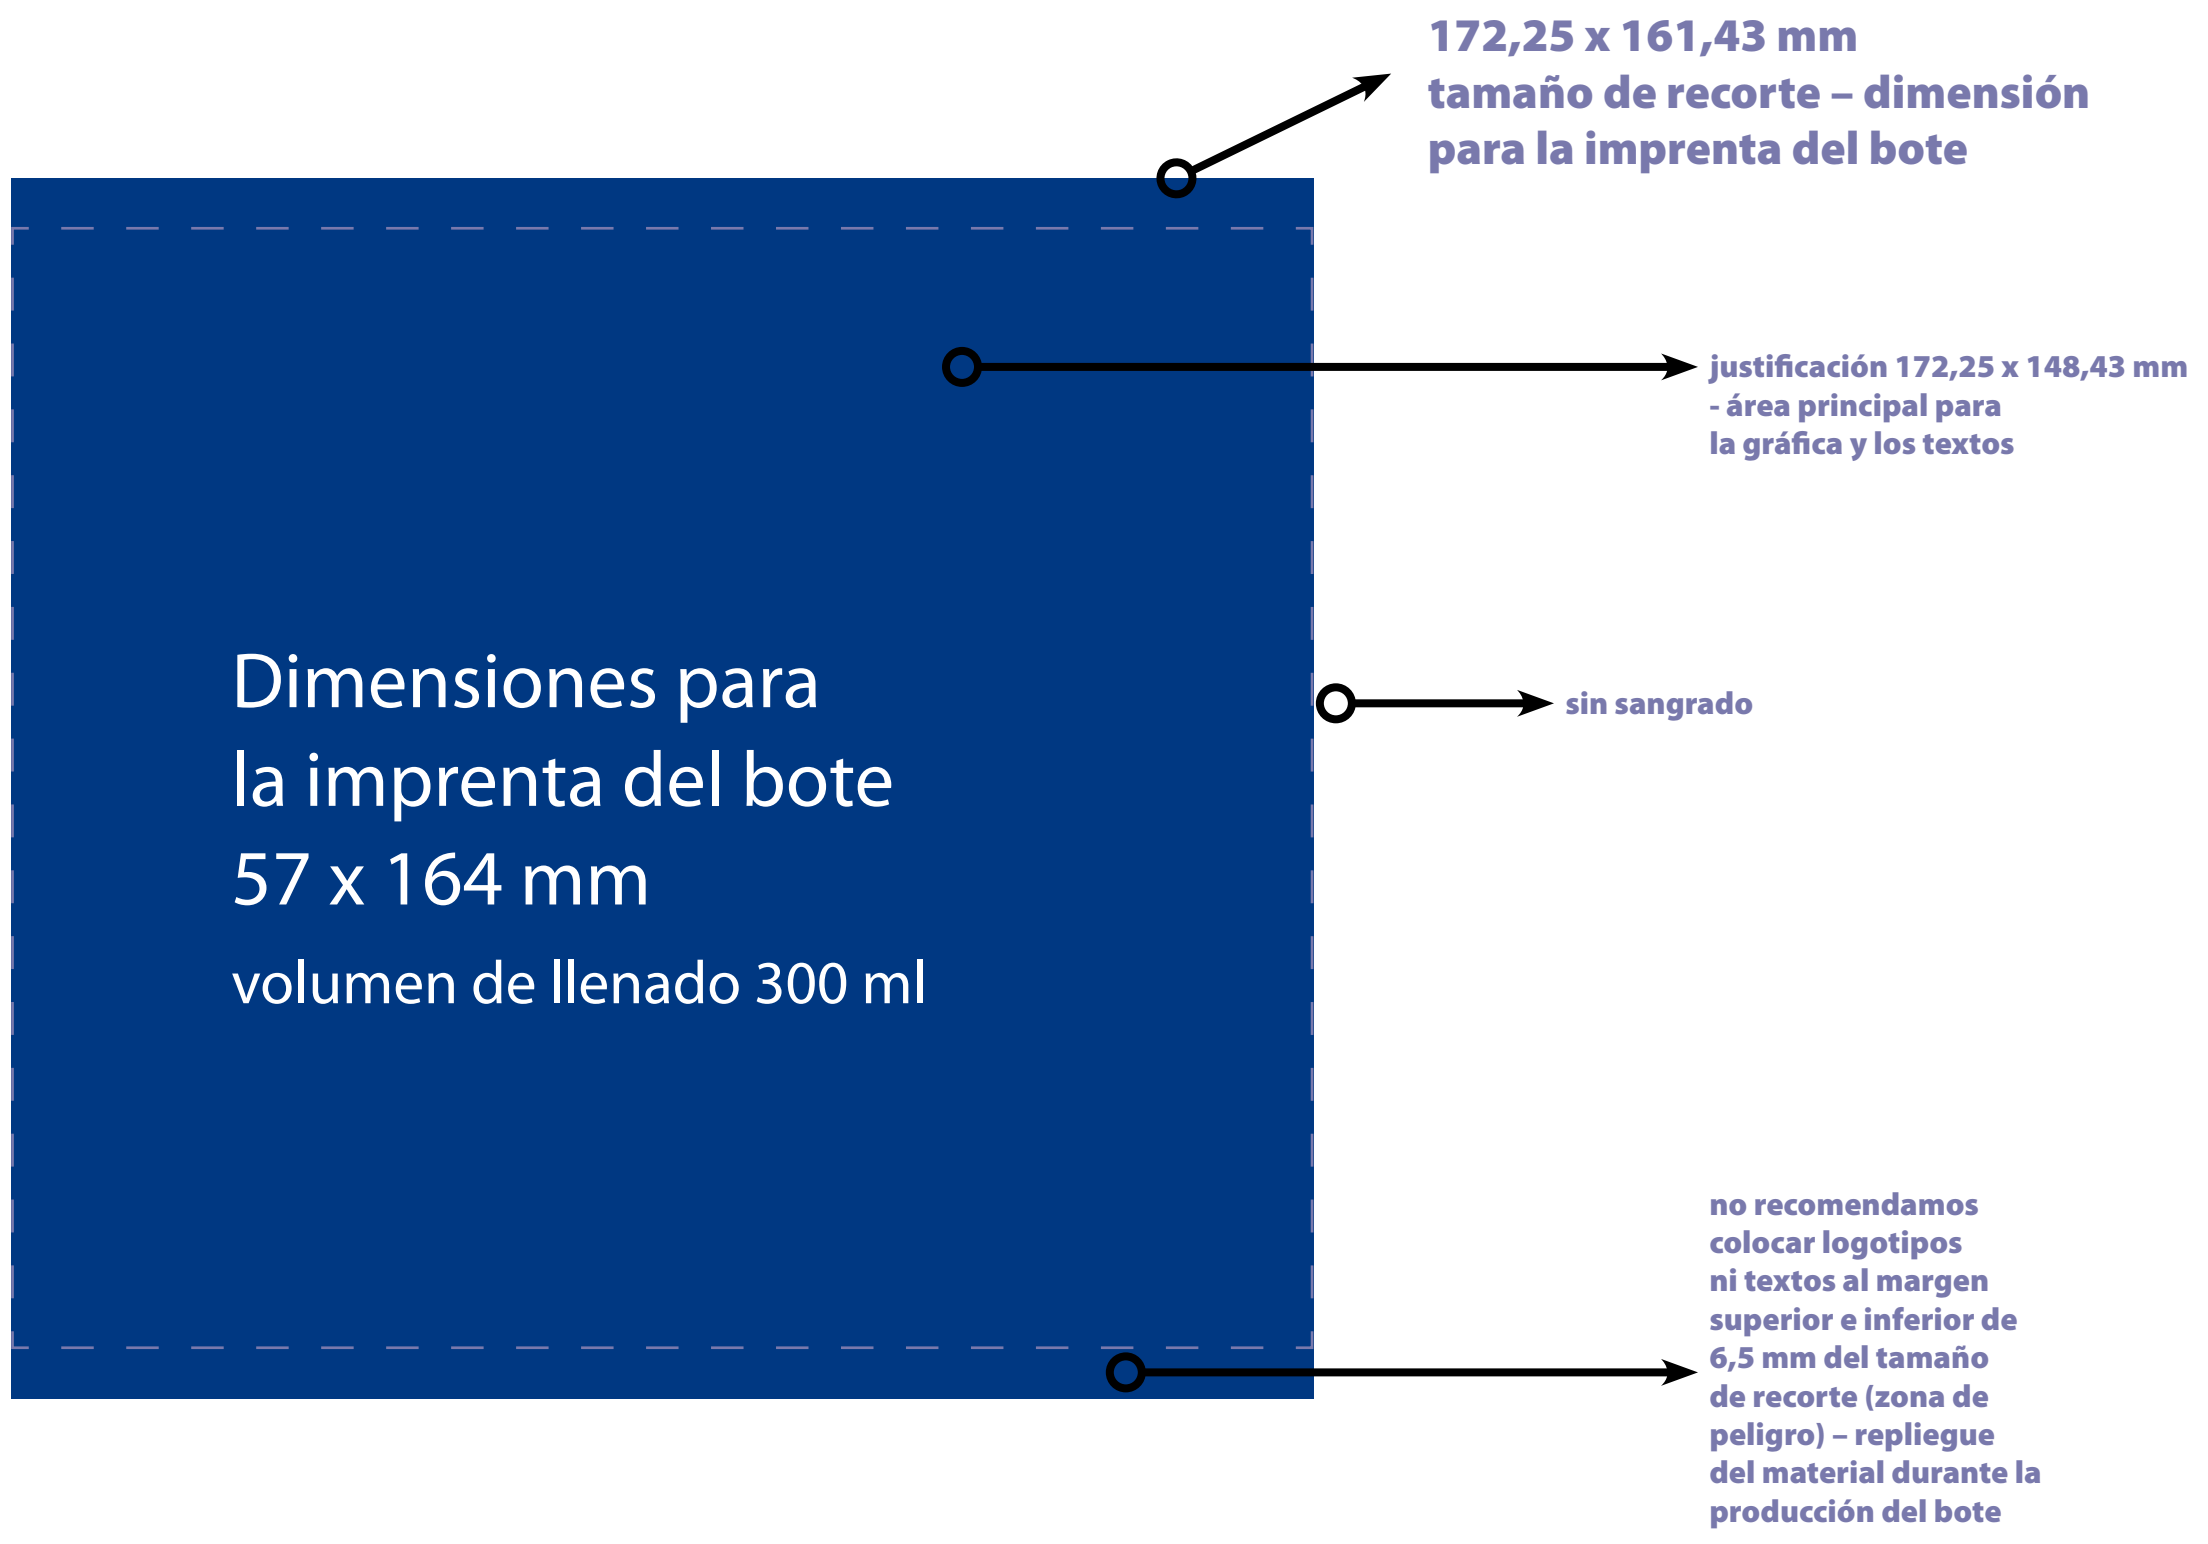 172,25 x 161,43 mm
tamaño de recorte – dimensión
para la imprenta del bote
justificación 172,25 x 148,43 mm
- área principal para
la gráfica y los textos
Dimensiones para
la imprenta del bote
57 x 164 mm
volumen de llenado 300 ml
sin sangrado
no recomendamos
colocar logotipos
ni textos al margen
superior e inferior de
6,5 mm del tamaño
de recorte (zona de
peligro) – repliegue
del material durante la
producción del bote